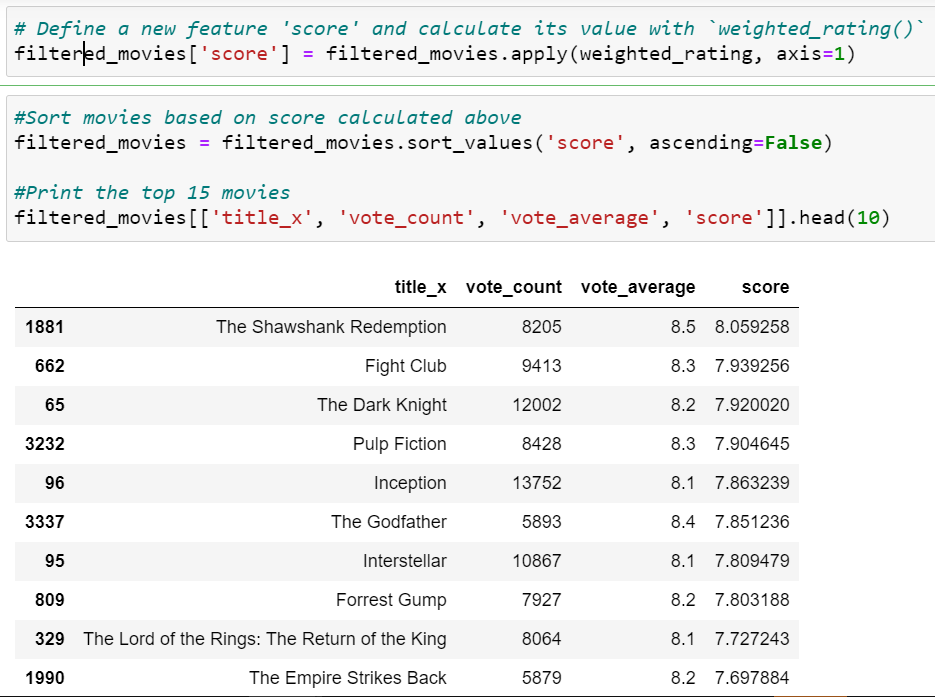 # Define a new feature 'score' and calculate its value with `weighted_rating()`
filtered_movies['score'] = filtered_movies.apply(weighted_rating, axis=1)
#Sort movies based on score calculated above
filtered_movies = filtered_movies.sort_values('score', ascending=False)
#Print the top 15 movies
filtered_movies[['title_x', 'vote_count', 'vote_average', 'score']].head(10)
title_x vote_count vote_average score
1881 The Shawshank Redemption 8205 8.5 8.059258
662 Fight Club 9413 8.3 7.939256
65 The Dark Knight 12002 8.2 7.920020
3232 Pulp Fiction 8428 8.3 7.904645
96 Inception 13752 8.1 7.863239
3337 The Godfather 5893 8.4 7.851236
95 Interstellar 10867 8.1 7.809479
809 Forrest Gump 7927 8.2 7.803188
329 The Lord of the Rings: The Return of the King 8064 8.1 7.727243
1990 The Empire Strikes Back 5879 8.2 7.697884